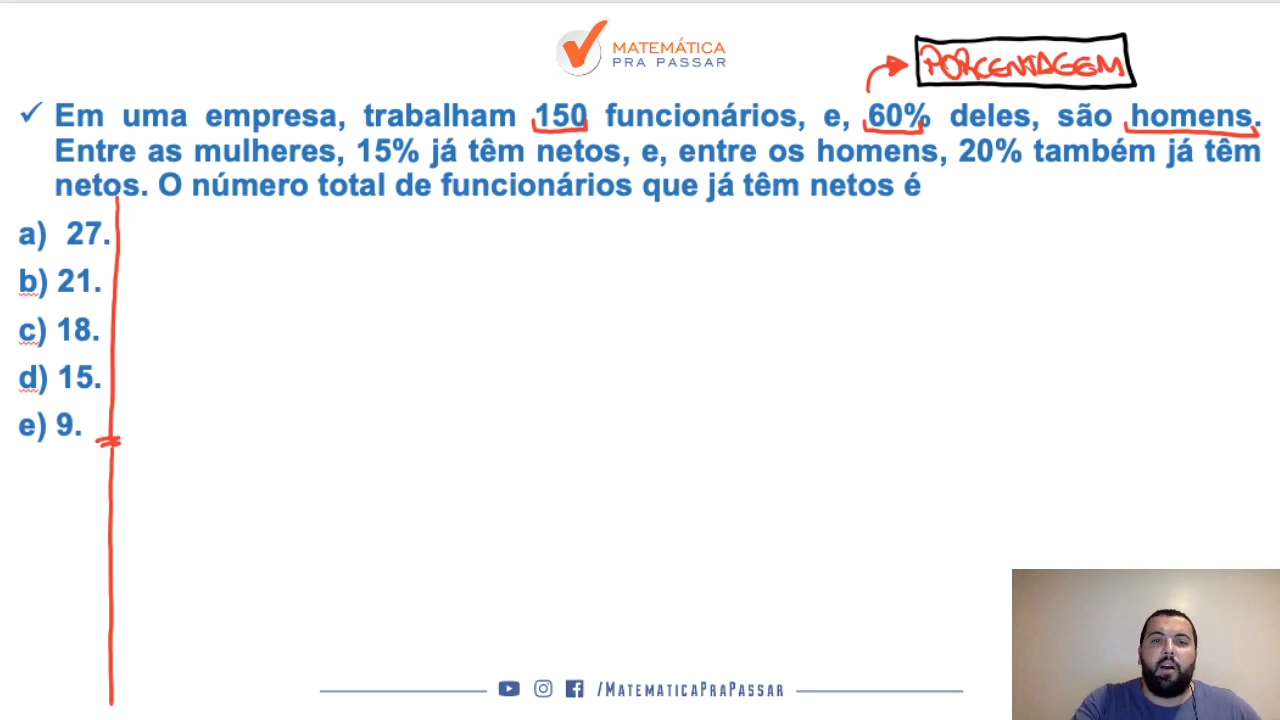 MATEMÁTICA
PRA PASSAR
PORCENTAGEM
✓ Em uma empresa, trabalham 150 funcionários, e, 60% deles, são homens.
Entre as mulheres, 15% já têm netos, e, entre os homens, 20% também já têm
netos. O número total de funcionários que já têm netos é
a) 27.
b) 21.
c) 18.
d) 15.
e) 9.
/MATEMATICAPRAPASSAR